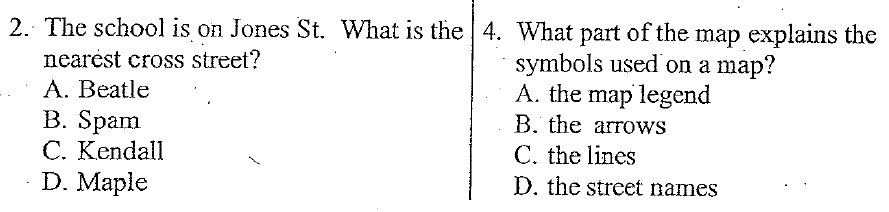 2. The school is on Jones St. What is the
nearest cross street?
A. Beatle
B. Spam
C. Kendall
D. Maple
4. What part of the map explains the
symbols used on a map?
A. the map legend
B. the arrows
C. the lines
D. the street names